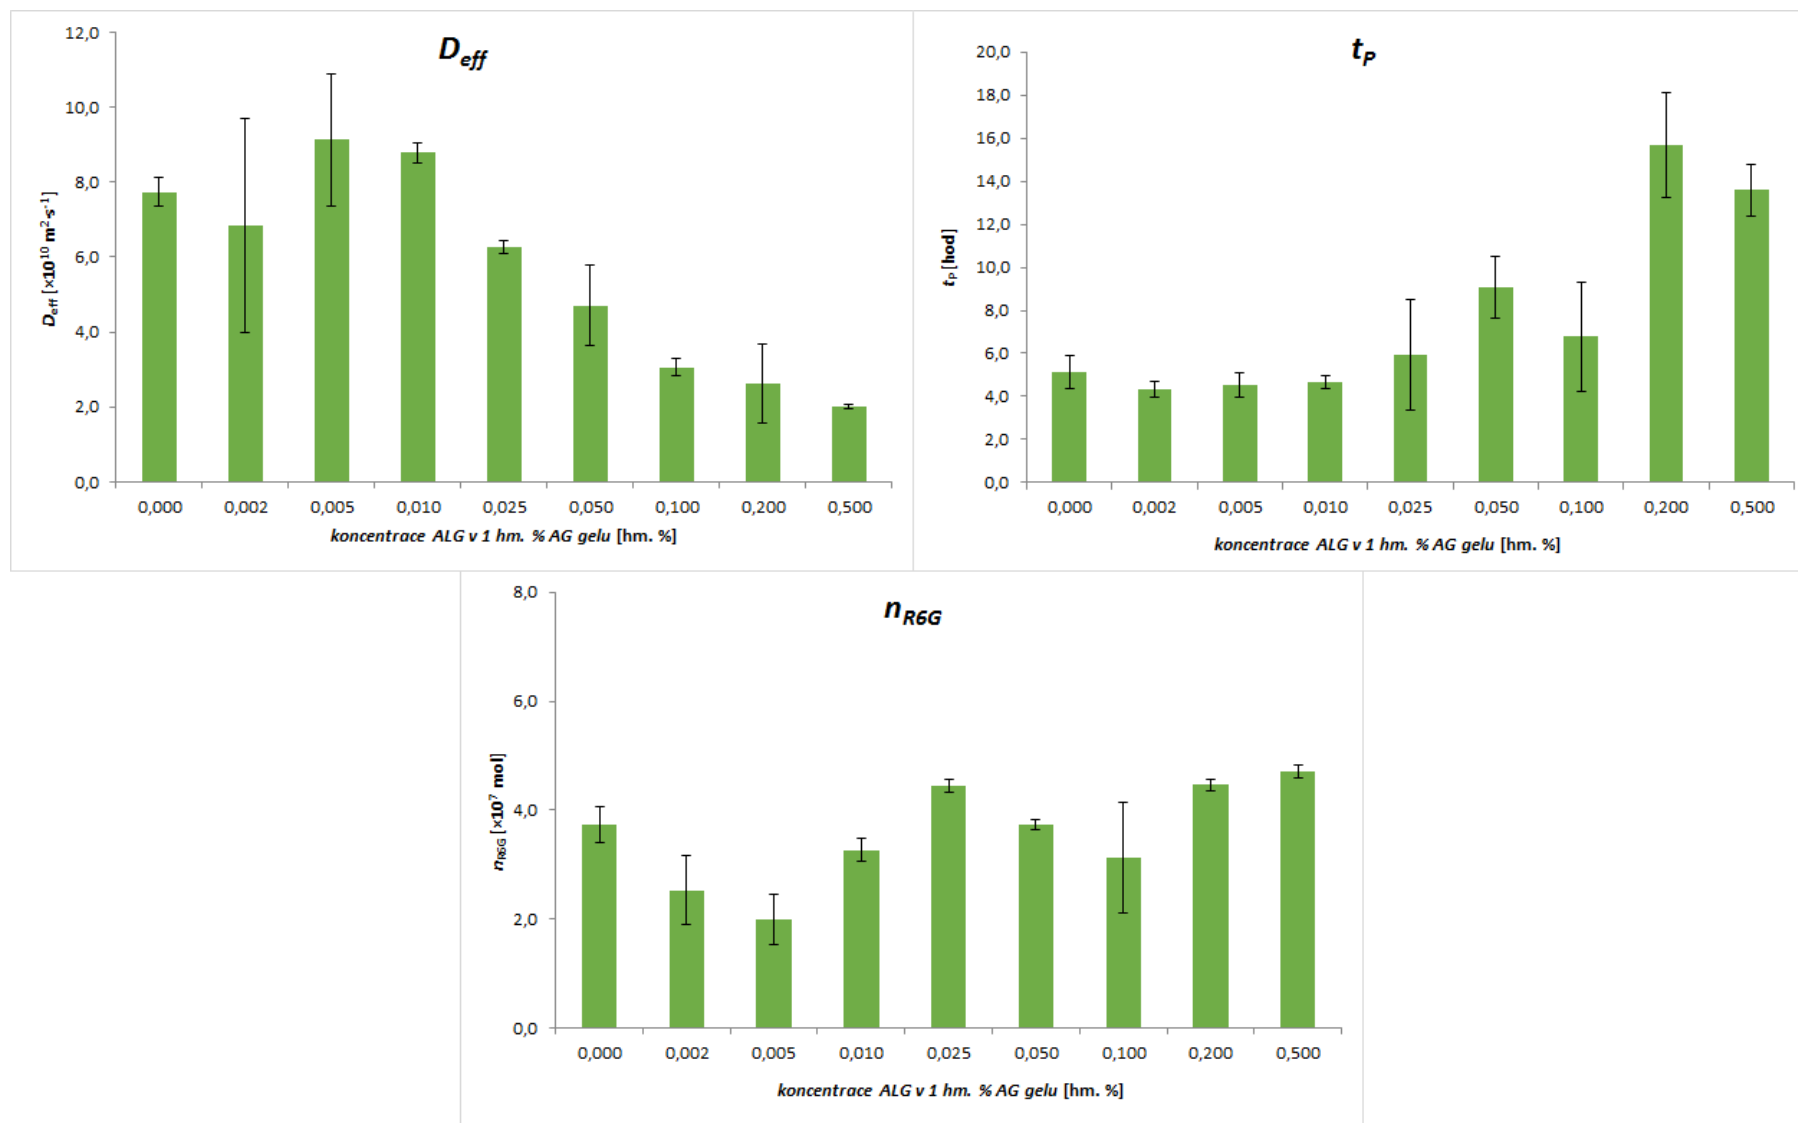 D_eff
12,0
10,0
8,0
6,0
4,0
2,0
0,0
D_eff [×10^10 m^2·s^-1]
0,000 0,002 0,005 0,010 0,025 0,050 0,100 0,200 0,500
koncentrace ALG v 1 hm. % AG gelu [hm. %]
t_P
20,0
18,0
16,0
14,0
12,0
10,0
8,0
6,0
4,0
2,0
0,0
t_P [hod]
0,000 0,002 0,005 0,010 0,025 0,050 0,100 0,200 0,500
koncentrace ALG v 1 hm. % AG gelu [hm. %]
n_R6G
8,0
6,0
4,0
2,0
0,0
n_R6G [×10^7 mol]
0,000 0,002 0,005 0,010 0,025 0,050 0,100 0,200 0,500
koncentrace ALG v 1 hm. % AG gelu [hm. %]